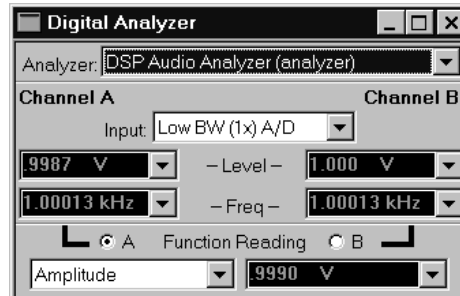 Digital Analyzer
Analyzer: DSP Audio Analyzer (analyzer)
Channel A Channel B
Input: Low BW (1x) A/D
.9987 V – Level – 1.000 V
1.00013 kHz – Freq – 1.00013 kHz
A Function Reading B
Amplitude .9990 V